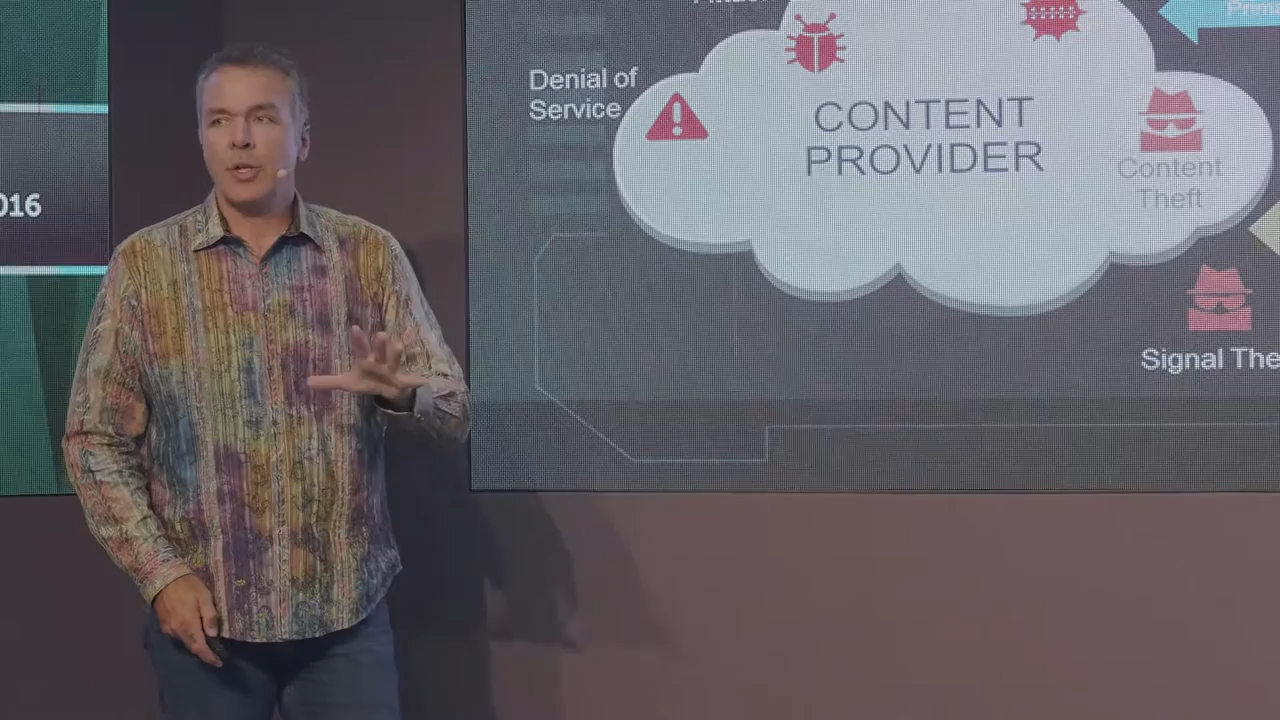 Denial of
Service
CONTENT
PROVIDER
Content
Theft
016
Signal The